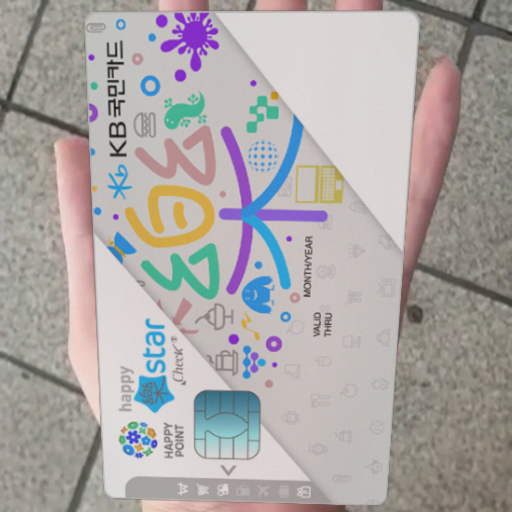 KB국민카드
happy
star
Check®
HAPPY
POINT
MONTH/YEAR
VALID
THRU